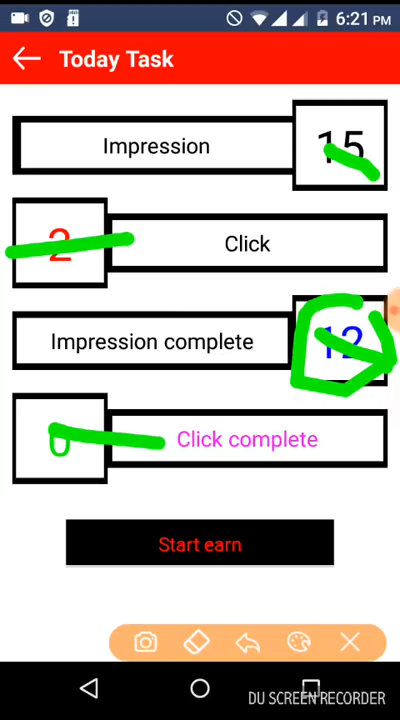 6:21 PM
Today Task
Impression 15
2 Click
Impression complete 12
0 Click complete
Start earn
DU SCREEN RECORDER